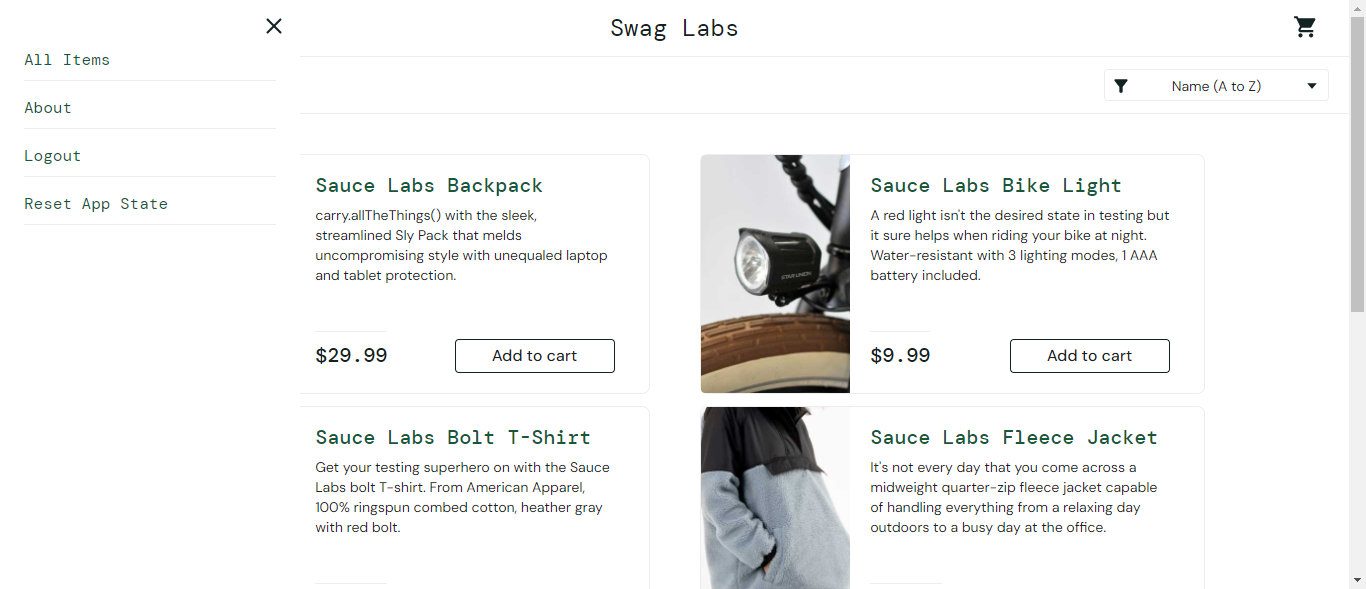 Swag Labs
All Items
About
Logout
Reset App State
Name (A to Z)
Sauce Labs Backpack
carry.allTheThings() with the sleek,
streamlined Sly Pack that melds
uncompromising style with unequaled laptop
and tablet protection.
$29.99
Add to cart
STAR UNION
Sauce Labs Bike Light
A red light isn't the desired state in testing but
it sure helps when riding your bike at night.
Water-resistant with 3 lighting modes, 1 AAA
battery included.
$9.99
Add to cart
Sauce Labs Bolt T-Shirt
Get your testing superhero on with the Sauce
Labs bolt T-shirt. From American Apparel,
100% ringspun combed cotton, heather gray
with red bolt.
Sauce Labs Fleece Jacket
It's not every day that you come across a
midweight quarter-zip fleece jacket capable
of handling everything from a relaxing day
outdoors to a busy day at the office.